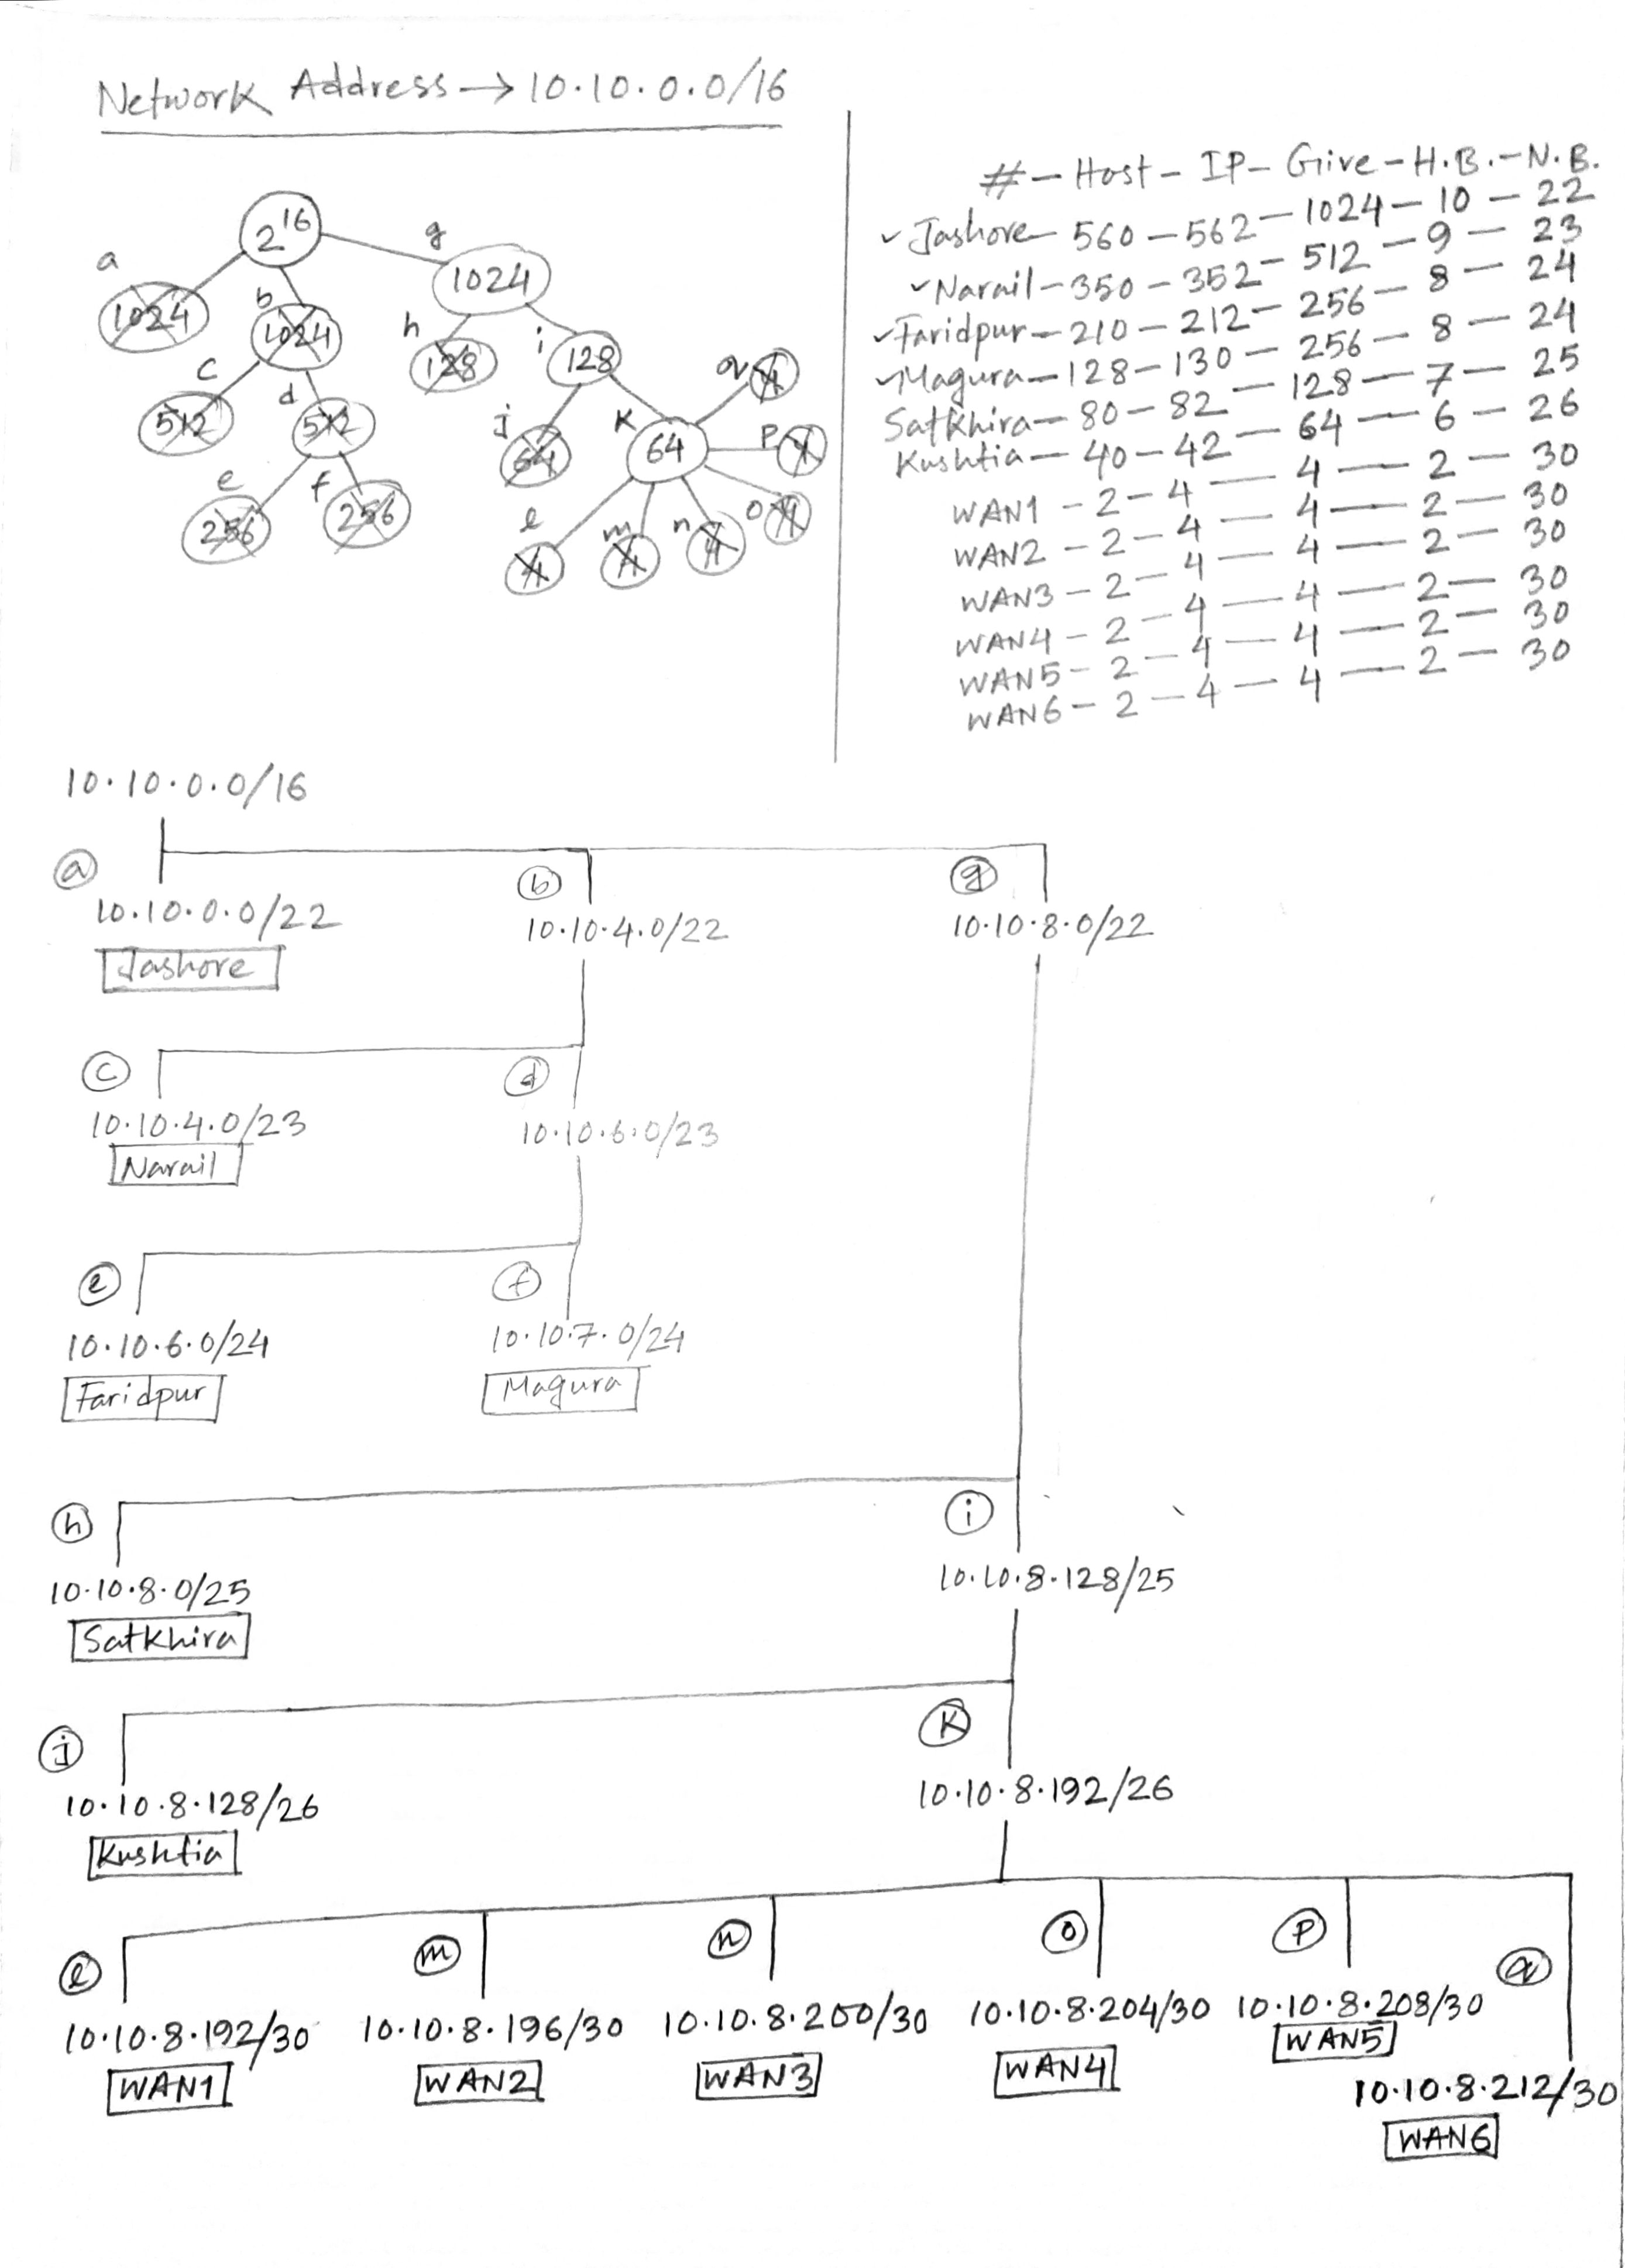 Network Address → 10.10.0.0/16
# - Host - IP - Give - H.B. - N.B.
✓ Jashore - 560 - 562 - 1024 - 10 - 22
✓ Narail - 350 - 352 - 512 - 9 - 23
✓ Faridpur - 210 - 212 - 256 - 8 - 24
✓ Magura - 128 - 130 - 256 - 8 - 24
Satkhira - 80 - 82 - 128 - 7 - 25
Kushtia - 40 - 42 - 64 - 6 - 26
WAN1 - 2 - 4 - 4 - 2 - 30
WAN2 - 2 - 4 - 4 - 2 - 30
WAN3 - 2 - 4 - 4 - 2 - 30
WAN4 - 2 - 4 - 4 - 2 - 30
WAN5 - 2 - 4 - 4 - 2 - 30
WAN6 - 2 - 4 - 4 - 2 - 30
2^16
a 1024
b 1024
g 1024
c 512
d 512
e 256
f 256
h 128
i 128
j 64
k 64
l 4
m 4
n 4
o 4
p 4
q 4
10.10.0.0/16
a b g
10.10.0.0/22 10.10.4.0/22 10.10.8.0/22
Jashore
c d
10.10.4.0/23 10.10.6.0/23
Narail
e f
10.10.6.0/24 10.10.7.0/24
Faridpur Magura
h i
10.10.8.0/25 10.10.8.128/25
Satkhira
j k
10.10.8.128/26 10.10.8.192/26
Kushtia
l m n o p q
10.10.8.192/30 10.10.8.196/30 10.10.8.200/30 10.10.8.204/30 10.10.8.208/30
WAN1 WAN2 WAN3 WAN4 WAN5
10.10.8.212/30
WAN6